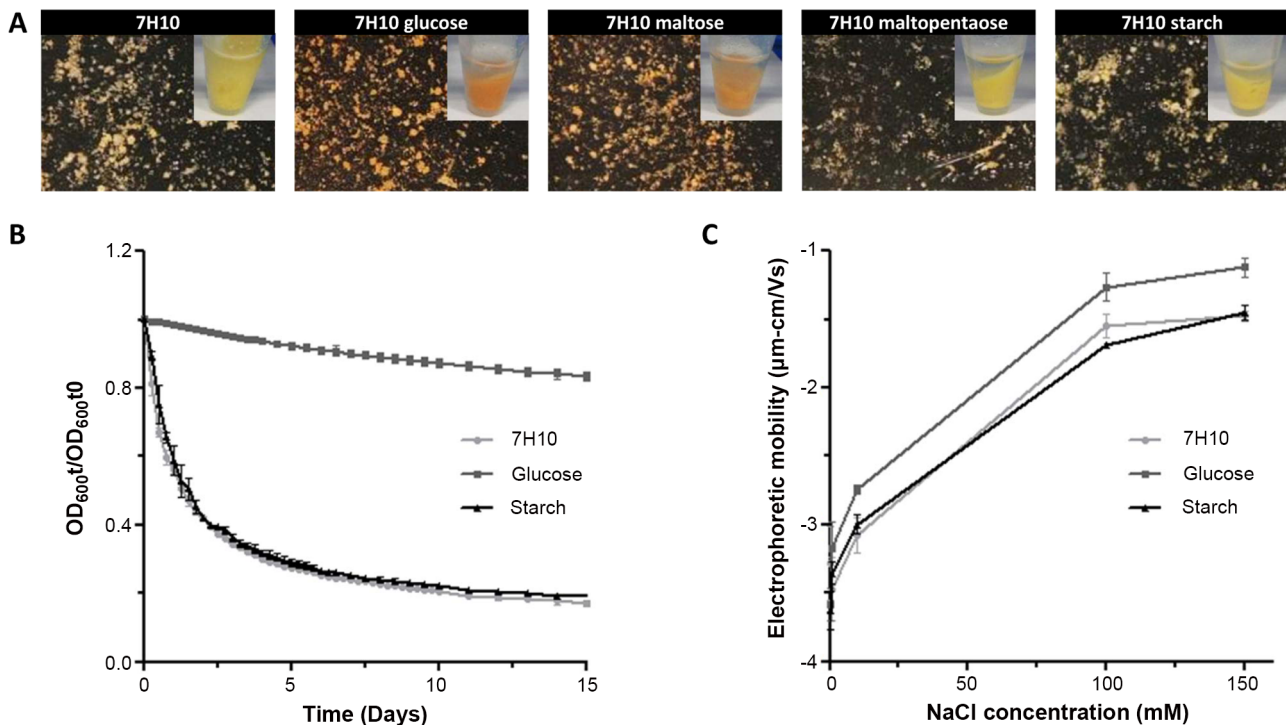 A
7H10
7H10 glucose
7H10 maltose
7H10 maltopentaose
7H10 starch
B
1.2
0.8
0.4
0.0
OD600t/OD600t0
0
5
10
15
Time (Days)
7H10
Glucose
Starch
C
-1
-2
-3
-4
Electrophoretic mobility (µm-cm/Vs)
0
50
100
150
NaCl concentration (mM)
7H10
Glucose
Starch